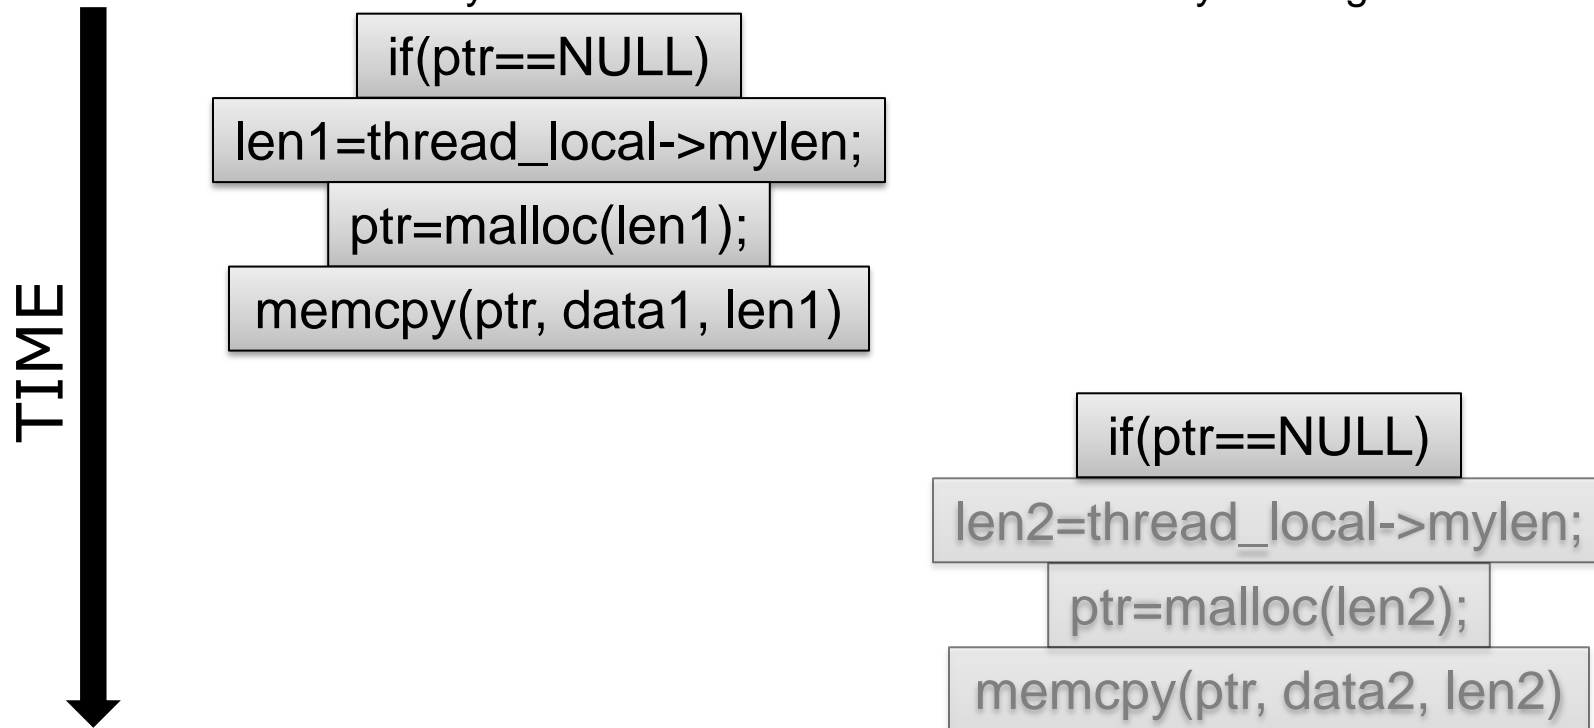 if(ptr==NULL)
len1=thread_local->mylen;
ptr=malloc(len1);
memcpy(ptr, data1, len1)
TIME
if(ptr==NULL)
len2=thread_local->mylen;
ptr=malloc(len2);
memcpy(ptr, data2, len2)